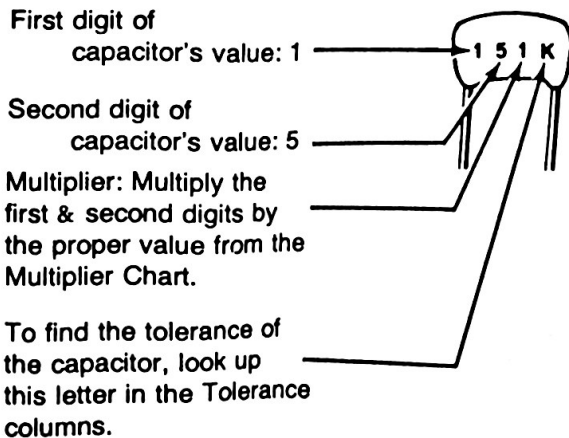 First digit of
capacitor's value: 1
1 5 1 K
Second digit of
capacitor's value: 5
Multiplier: Multiply the
first & second digits by
the proper value from the
Multiplier Chart.
To find the tolerance of
the capacitor, look up
this letter in the Tolerance
columns.